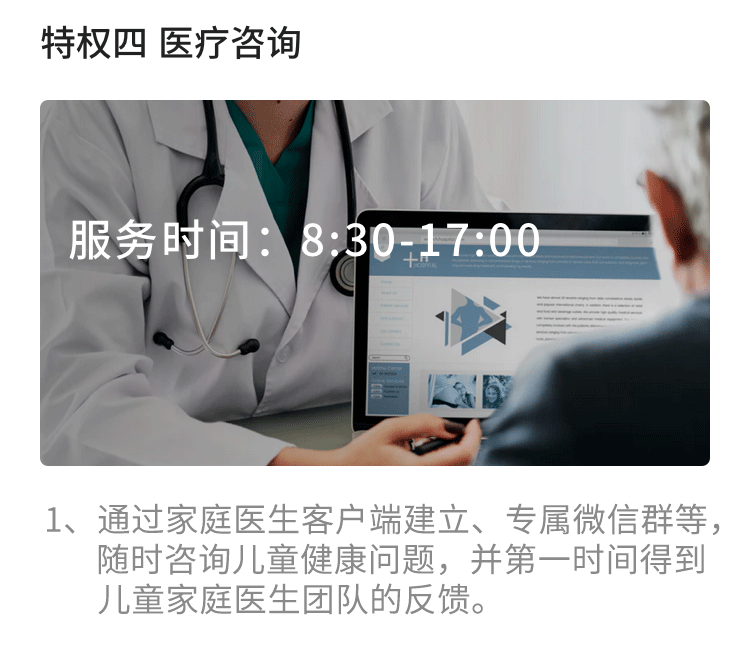 特权四 医疗咨询
服务时间：8:30-17:00
HOSPITAL
1、通过家庭医生客户端建立、专属微信群等，
随时咨询儿童健康问题，并第一时间得到
儿童家庭医生团队的反馈。